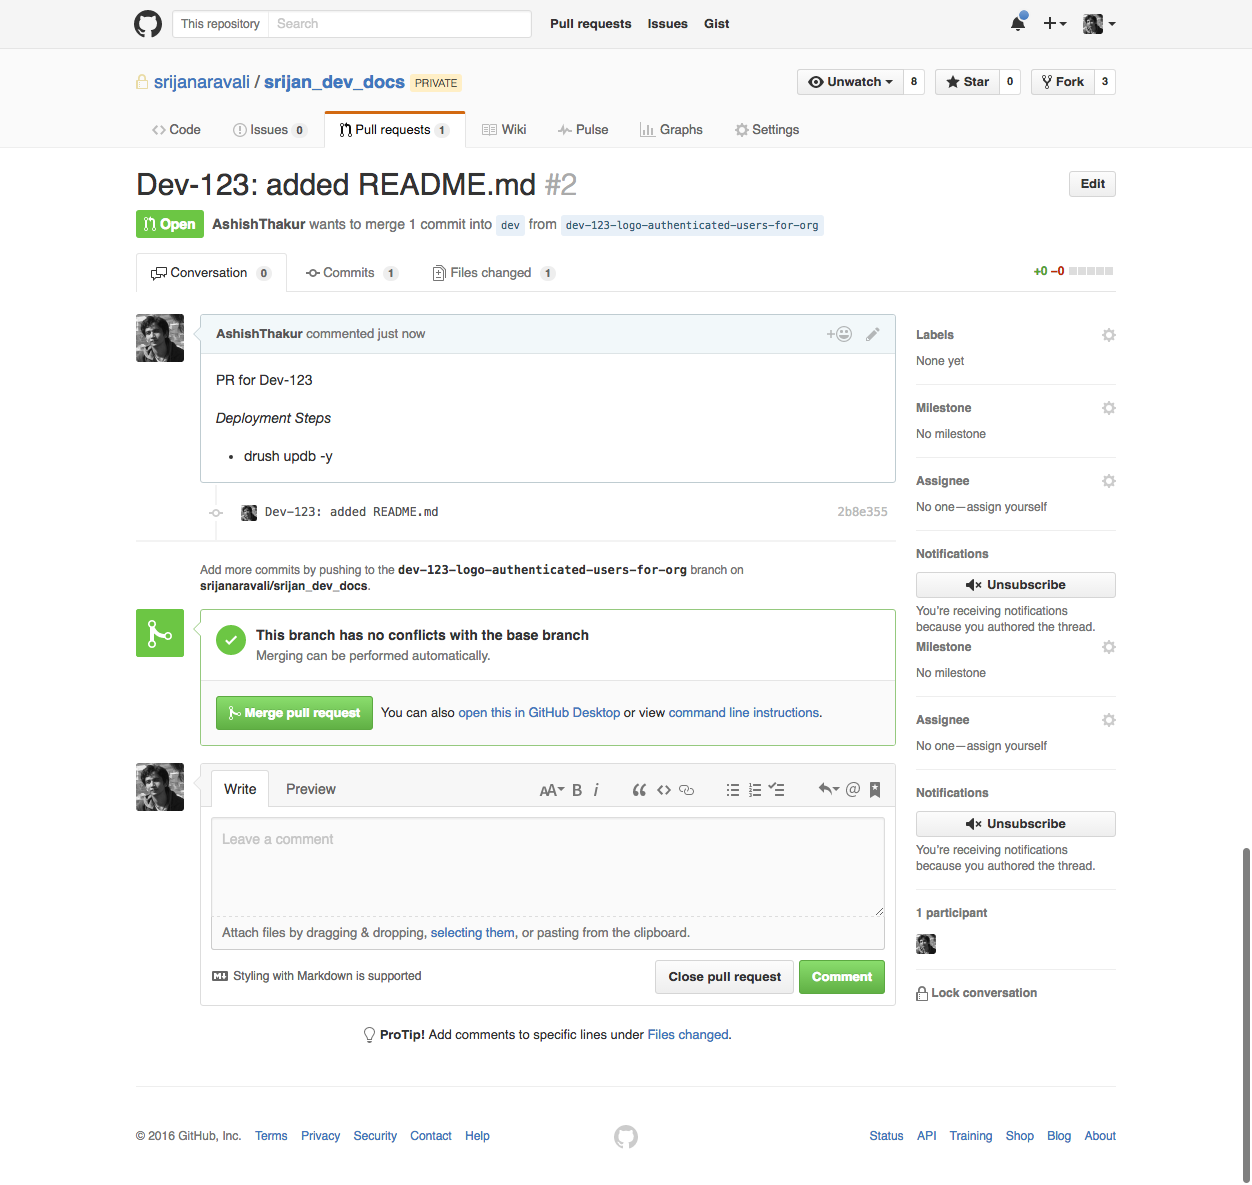 This repository Search Pull requests Issues Gist
srijanaravali / srijan_dev_docs PRIVATE Unwatch 8 Star 0 Fork 3
Code Issues 0 Pull requests 1 Wiki Pulse Graphs Settings
Dev-123: added README.md #2 Edit
Open AshishThakur wants to merge 1 commit into dev from dev-123-logo-authenticated-users-for-org
Conversation 0 Commits 1 Files changed 1 +0 −0
AshishThakur commented just now
PR for Dev-123
Deployment Steps
• drush updb -y
Dev-123: added README.md 2b8e355
Add more commits by pushing to the dev-123-logo-authenticated-users-for-org branch on
srijanaravali/srijan_dev_docs.
This branch has no conflicts with the base branch
Merging can be performed automatically.
Merge pull request You can also open this in GitHub Desktop or view command line instructions.
Write Preview AA B i
Leave a comment
Attach files by dragging & dropping, selecting them, or pasting from the clipboard.
Styling with Markdown is supported Close pull request Comment
ProTip! Add comments to specific lines under Files changed.
Labels
None yet
Milestone
No milestone
Assignee
No one—assign yourself
Notifications
Unsubscribe
You're receiving notifications
because you authored the thread.
Milestone
No milestone
Assignee
No one—assign yourself
Notifications
Unsubscribe
You're receiving notifications
because you authored the thread.
1 participant
Lock conversation
© 2016 GitHub, Inc. Terms Privacy Security Contact Help Status API Training Shop Blog About